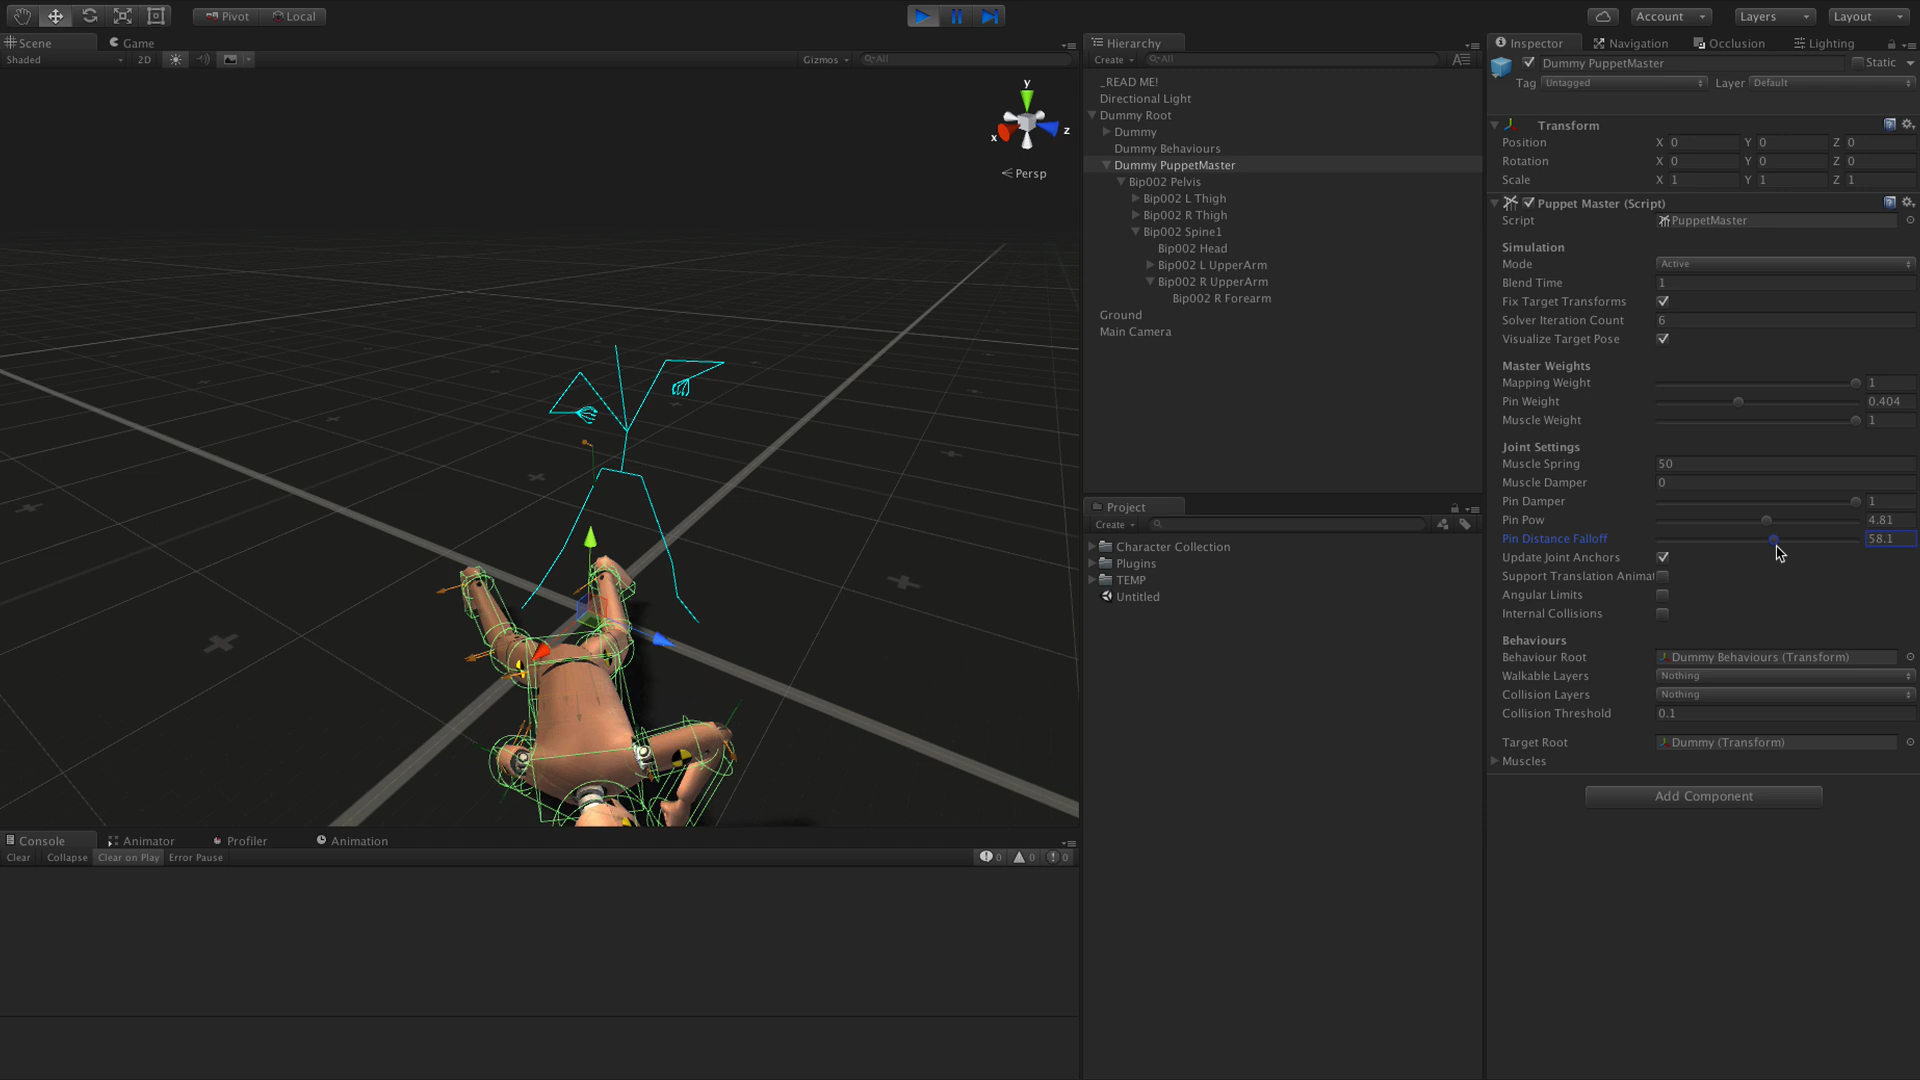 Pivot Local Account Layers Layout
Scene Game
Shaded 2D Gizmos All
y
x z
Persp
Hierarchy
Create All
_READ ME!
Directional Light
Dummy Root
Dummy
Dummy Behaviours
Dummy PuppetMaster
Bip002 Pelvis
Bip002 L Thigh
Bip002 R Thigh
Bip002 Spine1
Bip002 Head
Bip002 L UpperArm
Bip002 R UpperArm
Bip002 R Forearm
Ground
Main Camera
Project
Create
Character Collection
Plugins
TEMP
Untitled
Inspector Navigation Occlusion Lighting
Dummy PuppetMaster Static
Tag Untagged Layer Default
Transform
Position X 0 Y 0 Z 0
Rotation X 0 Y 0 Z 0
Scale X 1 Y 1 Z 1
Puppet Master (Script)
Script PuppetMaster
Simulation
Mode Active
Blend Time 1
Fix Target Transforms
Solver Iteration Count 6
Visualize Target Pose
Master Weights
Mapping Weight 1
Pin Weight 0.404
Muscle Weight 1
Joint Settings
Muscle Spring 50
Muscle Damper 0
Pin Damper 1
Pin Pow 4.81
Pin Distance Falloff 58.1
Update Joint Anchors
Support Translation Animat
Angular Limits
Internal Collisions
Behaviours
Behaviour Root Dummy Behaviours (Transform)
Walkable Layers Nothing
Collision Layers Nothing
Collision Threshold 0.1
Target Root Dummy (Transform)
Muscles
Add Component
Console Animator Profiler Animation
Clear Collapse Clear on Play Error Pause 0 0 0